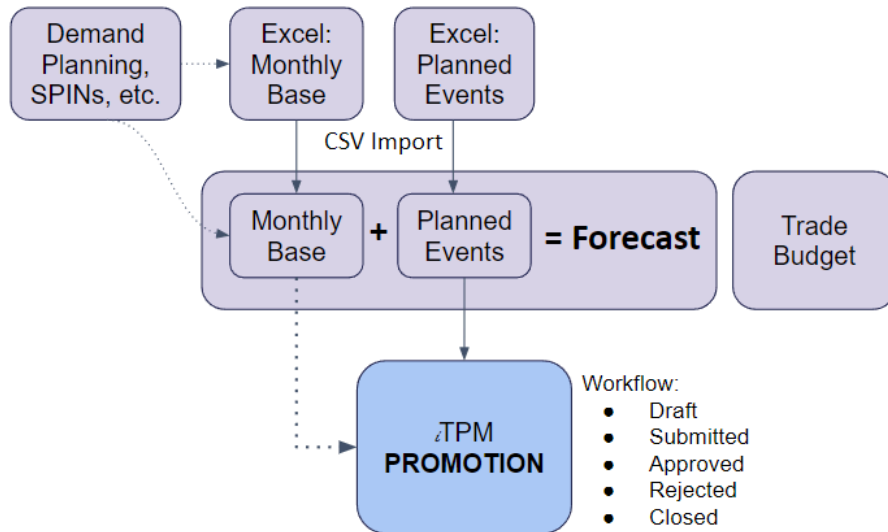 Demand
Planning,
SPINs, etc.
Excel:
Monthly
Base
Excel:
Planned
Events
CSV Import
Monthly
Base
+
Planned
Events
= Forecast
Trade
Budget
iTPM
PROMOTION
Workflow:
● Draft
● Submitted
● Approved
● Rejected
● Closed